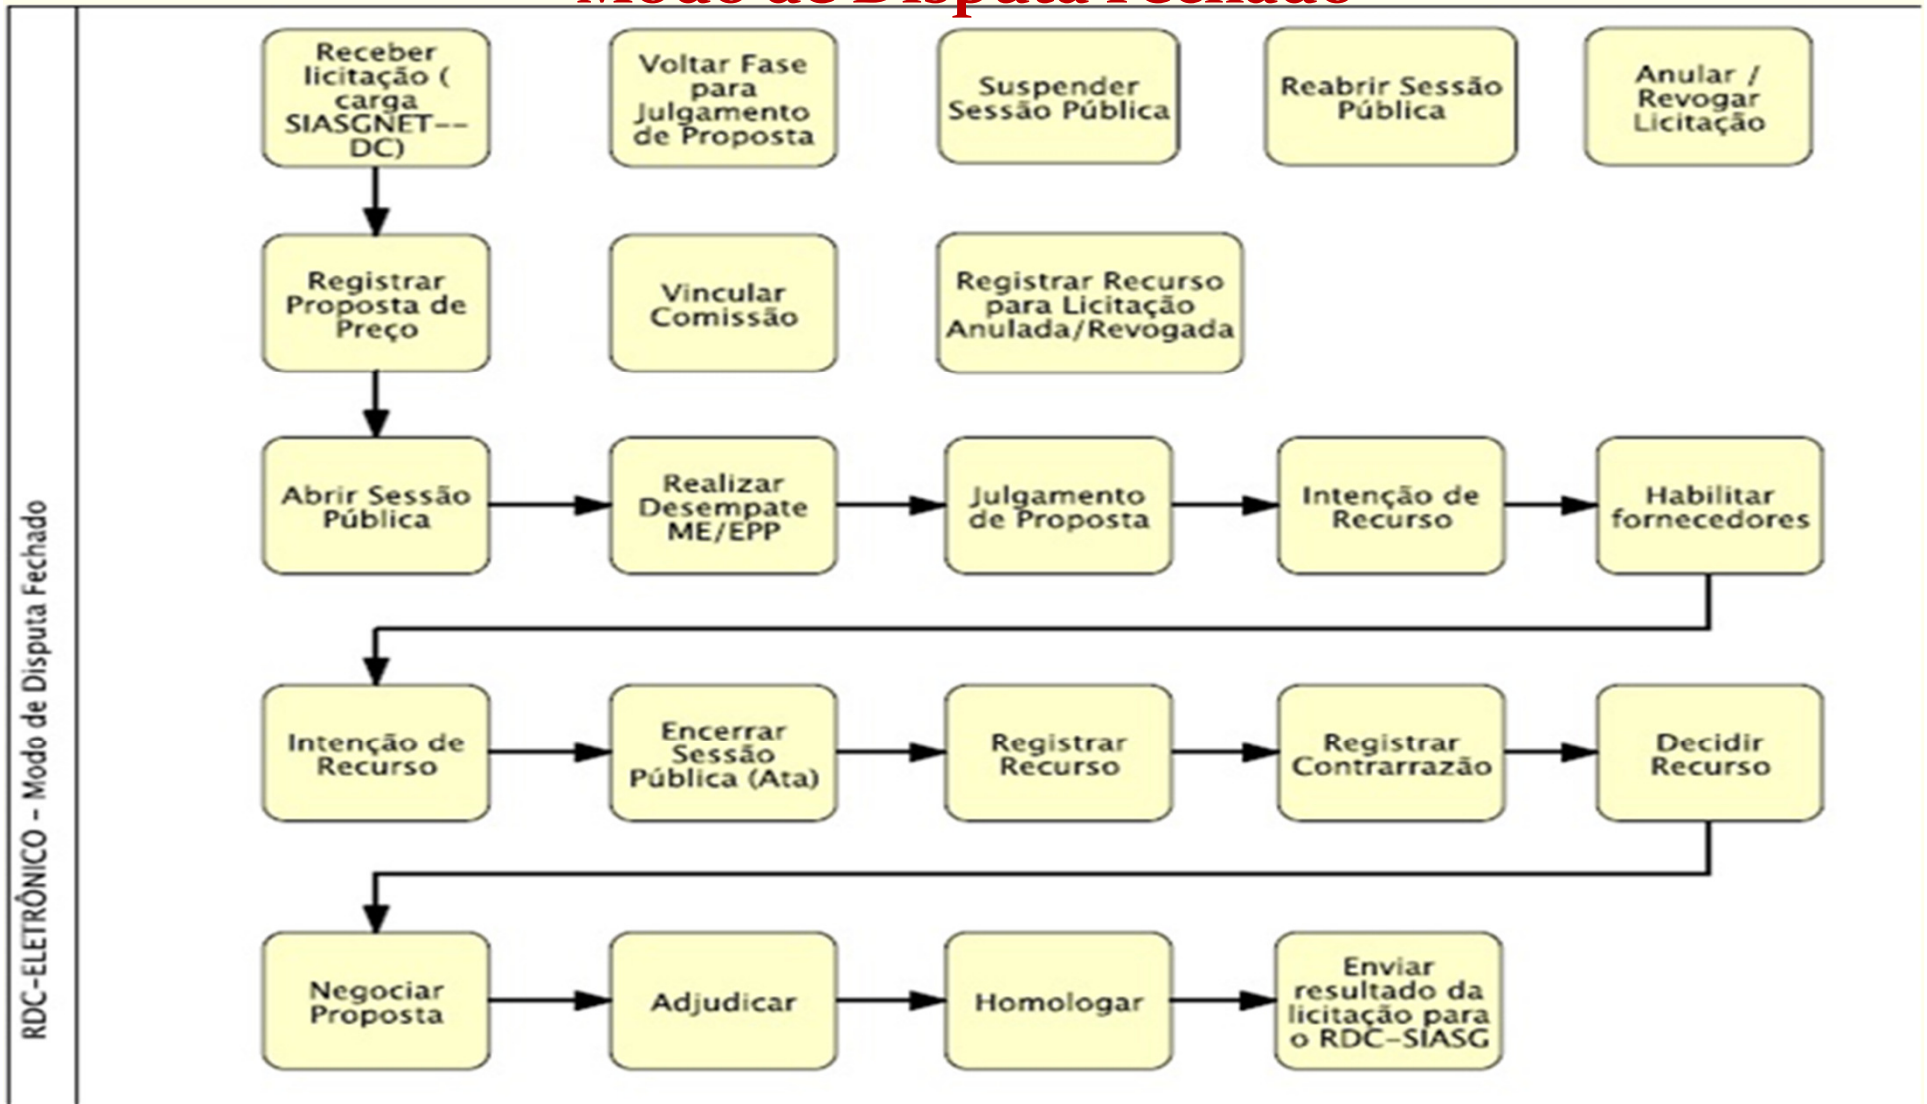 Modo de Disputa Fechado
RDC-ELETRÔNICO - Modo de Disputa Fechado
Receber
licitação (
carga
SIASGNET--
DC)
Voltar Fase
para
Julgamento
de Proposta
Suspender
Sessão Pública
Reabrir Sessão
Pública
Anular /
Revogar
Licitação
Registrar
Proposta de
Preço
Vincular
Comissão
Registrar Recurso
para Licitação
Anulada/Revogada
Abrir Sessão
Pública
Realizar
Desempate
ME/EPP
Julgamento
de Proposta
Intenção de
Recurso
Habilitar
fornecedores
Intenção de
Recurso
Encerrar
Sessão
Pública (Ata)
Registrar
Recurso
Registrar
Contrarrazão
Decidir
Recurso
Negociar
Proposta
Adjudicar
Homologar
Enviar
resultado da
licitação para
o RDC-SIASG